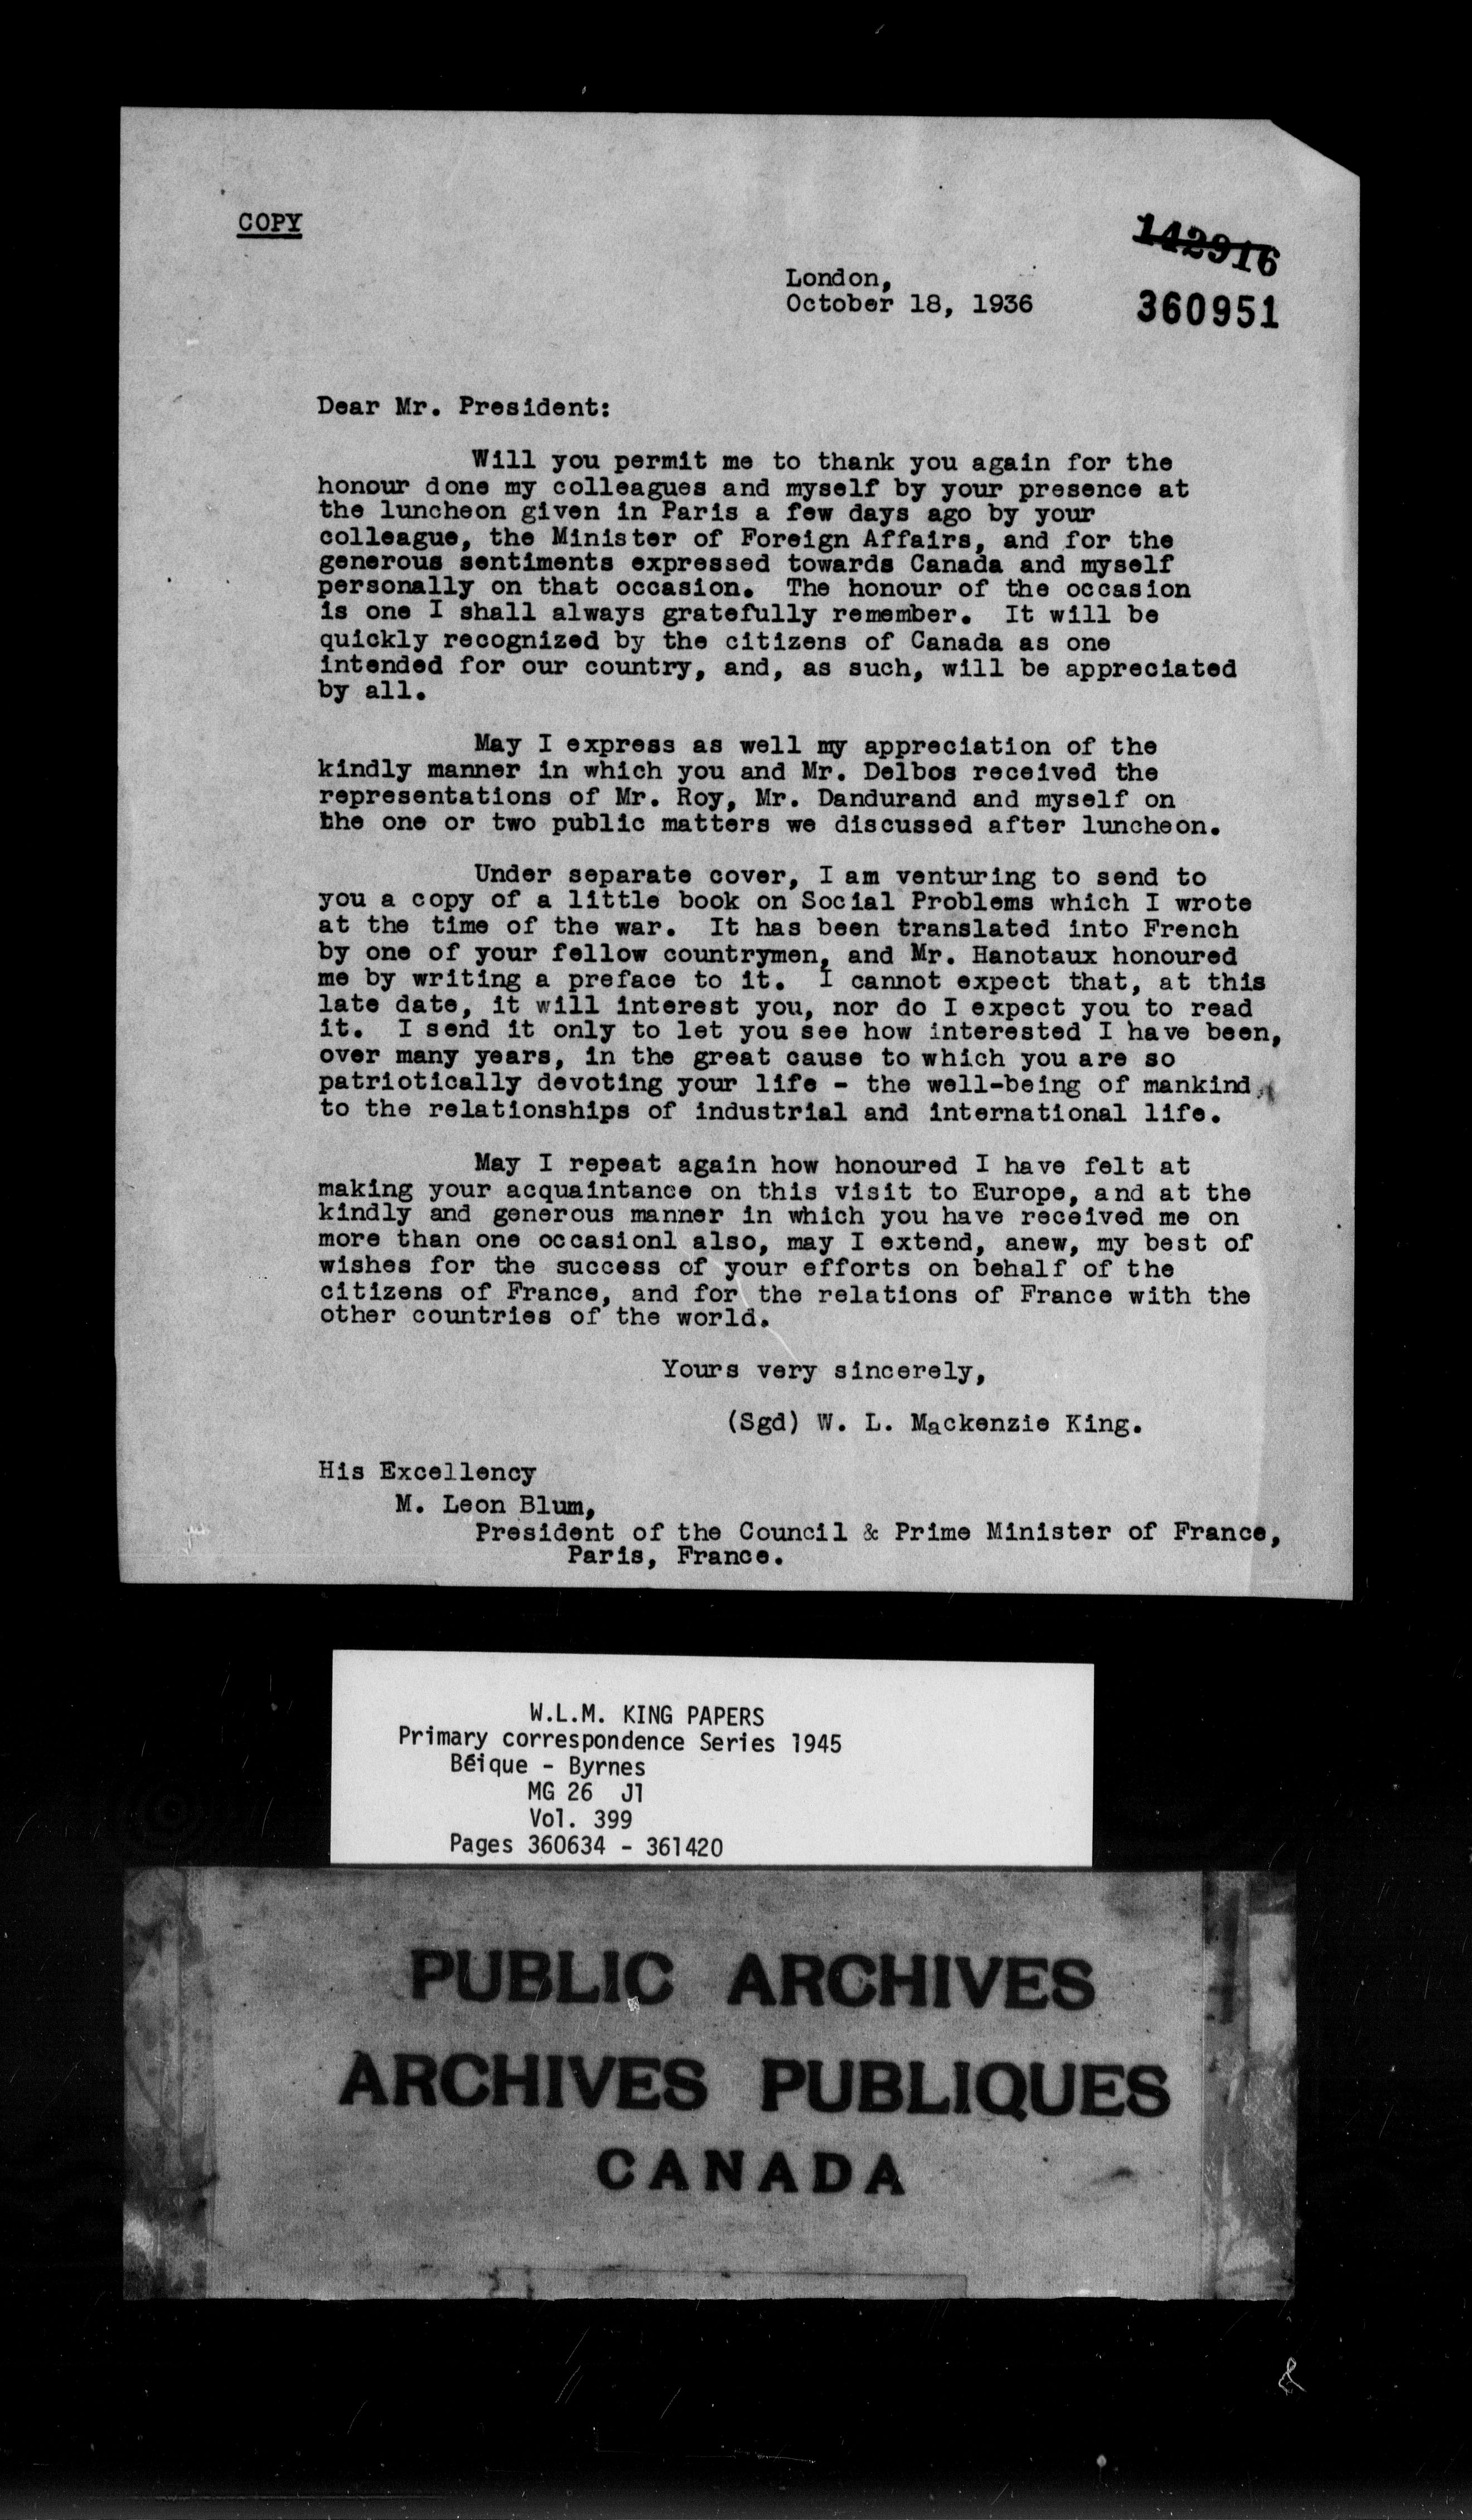 COPY
142916
London,
October 18, 1936
360951
Dear Mr. President:
Will you permit me to thank you again for the
honour done my colleagues and myself by your presence at
the luncheon given in Paris a few days ago by your
colleague, the Minister of Foreign Affairs, and for the
generous sentiments expressed towards Canada and myself
personally on that occasion. The honour of the occasion
is one I shall always gratefully remember. It will be
quickly recognized by the citizens of Canada as one
intended for our country, and, as such, will be appreciated
by all.
May I express as well my appreciation of the
kindly manner in which you and Mr. Delbos received the
representations of Mr. Roy, Mr. Dandurand and myself on
the one or two public matters we discussed after luncheon.
Under separate cover, I am venturing to send to
you a copy of a little book on Social Problems which I wrote
at the time of the war. It has been translated into French
by one of your fellow countrymen, and Mr. Hanotaux honoured
me by writing a preface to it. I cannot expect that, at this
late date, it will interest you, nor do I expect you to read
it. I send it only to let you see how interested I have been,
over many years, in the great cause to which you are so
patriotically devoting your life - the well-being of mankind
to the relationships of industrial and international life.
May I repeat again how honoured I have felt at
making your acquaintance on this visit to Europe, and at the
kindly and generous manner in which you have received me on
more than one occasionl also, may I extend, anew, my best of
wishes for the success of your efforts on behalf of the
citizens of France, and for the relations of France with the
other countries of the world.
Yours very sincerely,
(Sgd) W. L. Mackenzie King.
His Excellency
M. Leon Blum,
President of the Council & Prime Minister of France,
Paris, France.
W.L.M. KING PAPERS
Primary correspondence Series 1945
Béique - Byrnes
MG 26 J1
Vol. 399
Pages 360634 - 361420
PUBLIC ARCHIVES
ARCHIVES PUBLIQUES
CANADA